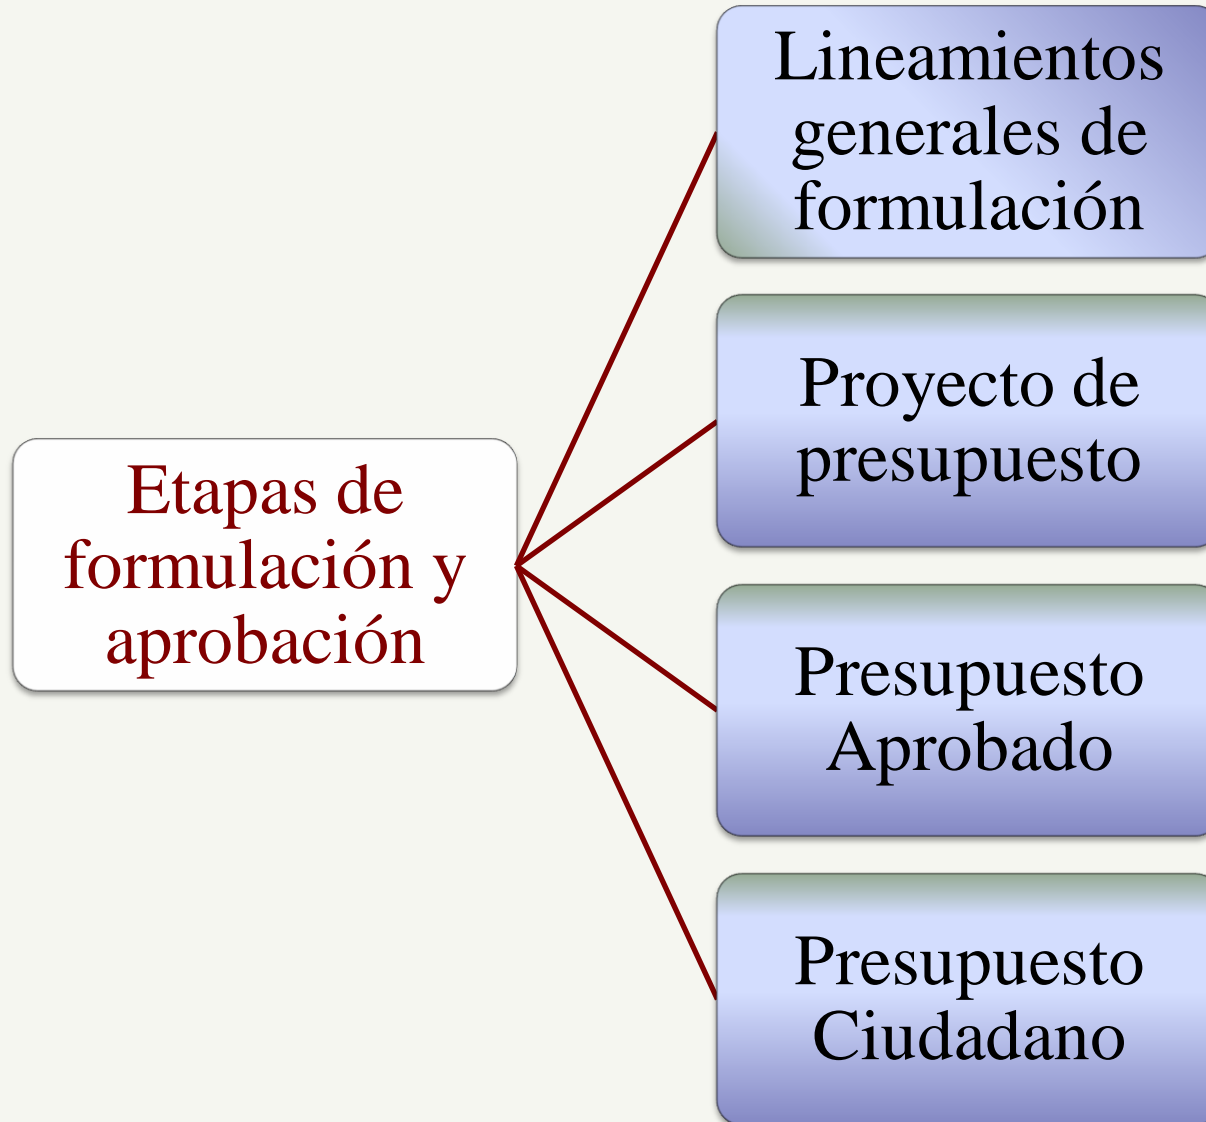 Etapas de
formulación y
aprobación
Lineamientos
generales de
formulación
Proyecto de
presupuesto
Presupuesto
Aprobado
Presupuesto
Ciudadano